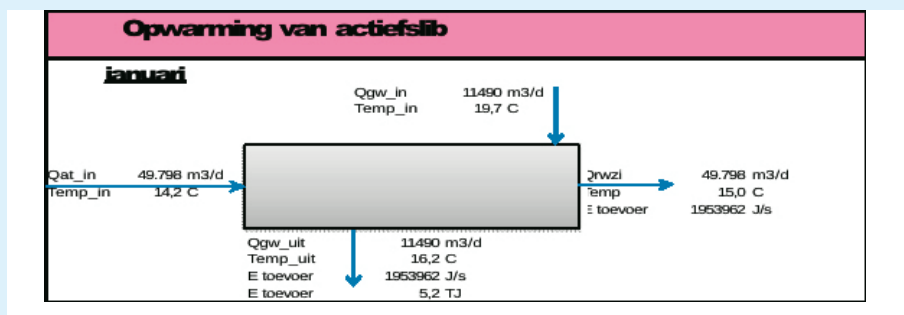 Opwarming van actiefslib
januari
Qgw_in 11490 m3/d
Temp_in 19,7 C
Qat_in 49.798 m3/d
Temp_in 14,2 C
Qrwzi 49.798 m3/d
Temp 15,0 C
E toevoer 1953962 J/s
Qgw_uit 11490 m3/d
Temp_uit 16,2 C
E toevoer 1953962 J/s
E toevoer 5,2 TJ